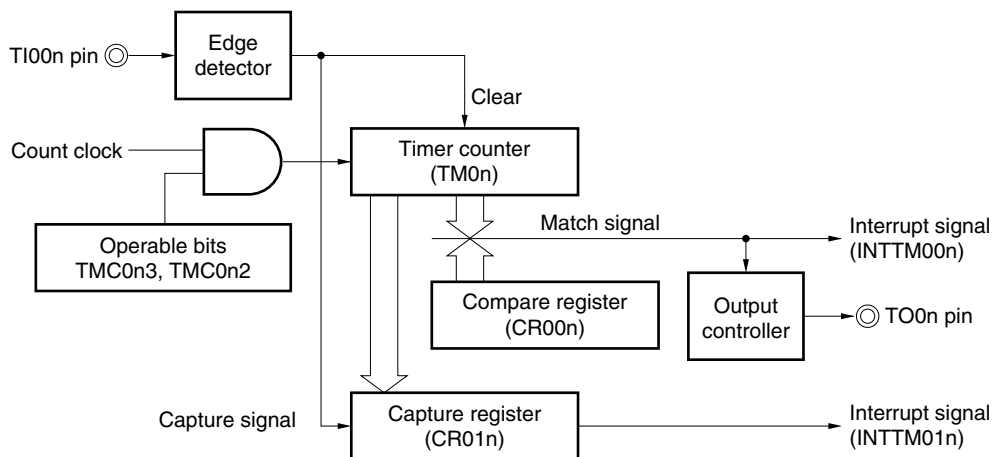 TI00n pin
Edge
detector
Clear
Count clock
Timer counter
(TM0n)
Operable bits
TMC0n3, TMC0n2
Match signal
Interrupt signal
(INTTM00n)
Compare register
(CR00n)
Output
controller
TO0n pin
Capture signal
Capture register
(CR01n)
Interrupt signal
(INTTM01n)